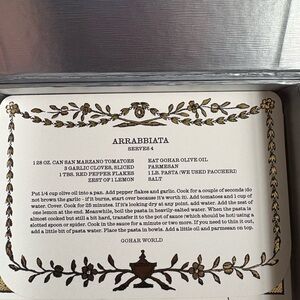 ARRABBIATA
SERVES 4
1 28 OZ. CAN SAN MARZANO TOMATOES
3 GARLIC CLOVES, SLICED
1 TBS. RED PEPPER FLAKES
ZEST OF 1 LEMON
EAT GOHAR OLIVE OIL
PARMESAN
1 LB. PASTA (WE USED PACCHERI)
SALT
Put 1/4 cup olive oil into a pan. Add pepper flakes and garlic. Cook for a couple of seconds (do
not brown the garlic - if it burns, start over because it's worth it). Add tomatoes and 1 cup of
water. Cover. Cook for 25 minutes. If it's looking dry at any point, add water. Add the zest of
one lemon at the end. Meanwhile, boil the pasta in heavily-salted water. When the pasta is
almost cooked but still a bit hard, transfer it to the pot of sauce (which should be hot) using a
slotted spoon or spider. Cook in the sauce for a minute or two. If you need to thin it out,
add a little bit of pasta water. Place the pasta in bowls. Add a little oil and parmesan on top.
GOHAR WORLD